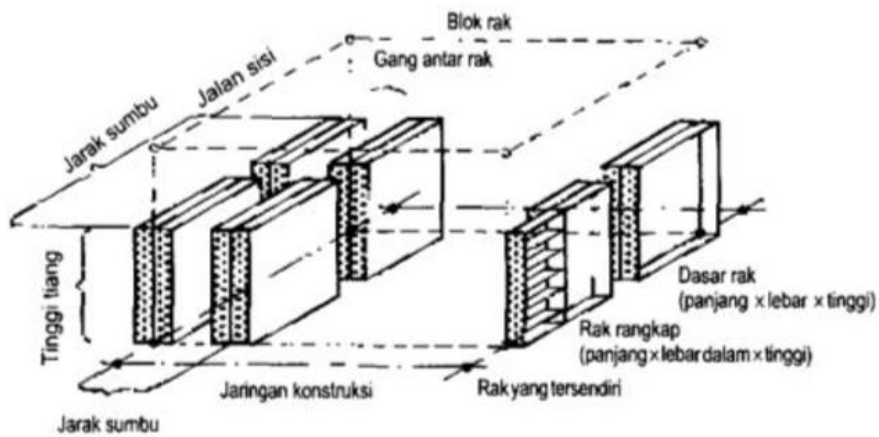 Blok rak
Gang antar rak
Jalan sisi
Jarak sumbu
Tinggi tiang
Dasar rak
(panjang × lebar × tinggi)
Rak rangkap
(panjang×lebar dalam×tinggi)
Jaringan konstruksi
Rak yang tersendiri
Jarak sumbu